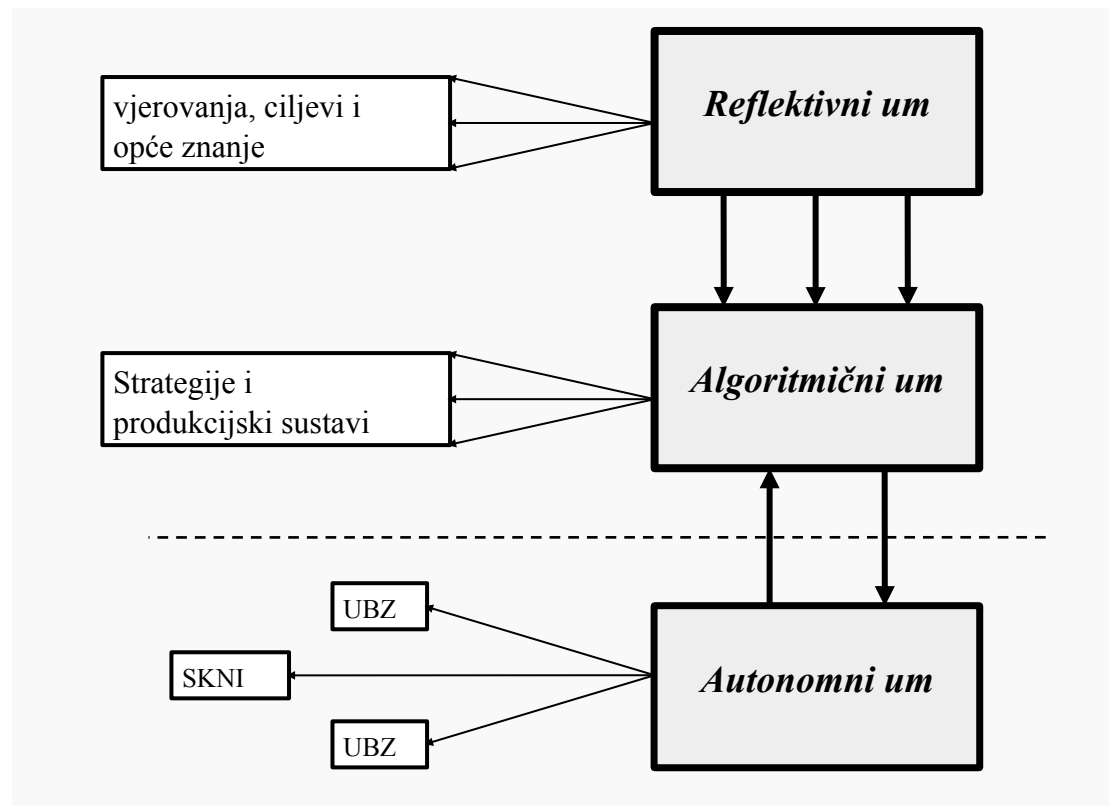 Reflektivni um
vjerovanja, ciljevi i
opće znanje
Algoritmični um
Strategije i
produkcijski sustavi
UBZ
SKNI
Autonomni um
UBZ